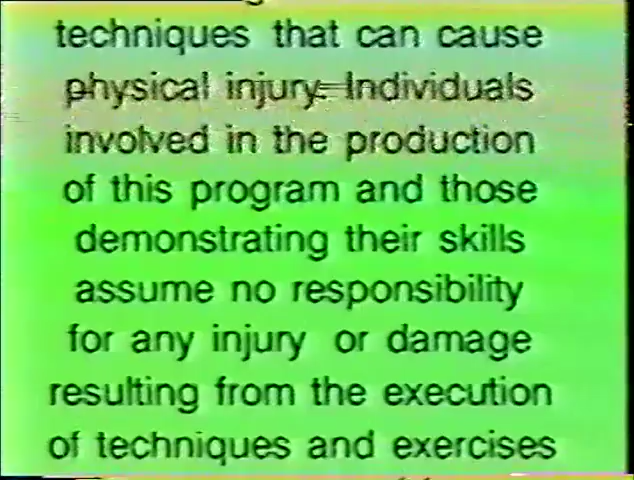 techniques that can cause
physical injury. Individuals
involved in the production
of this program and those
demonstrating their skills
assume no responsibility
for any injury or damage
resulting from the execution
of techniques and exercises